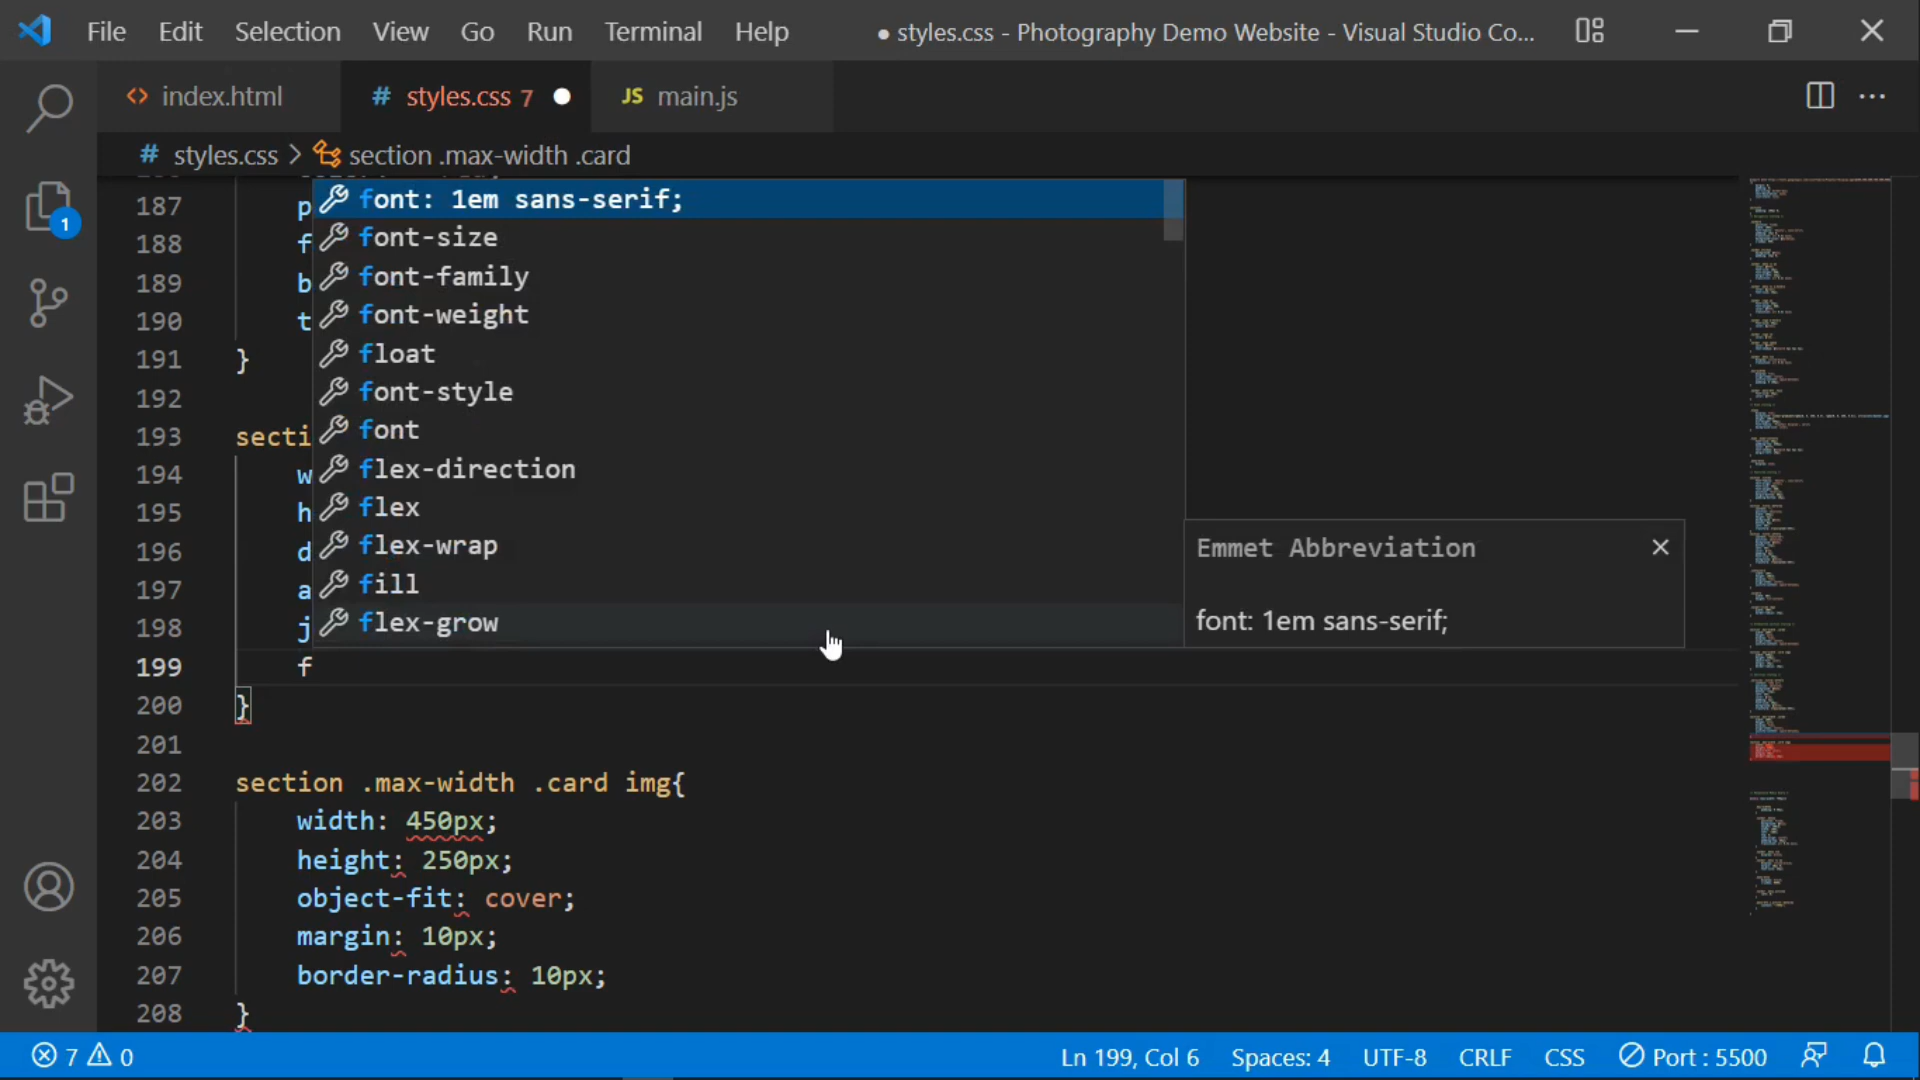 File Edit Selection View Go Run Terminal Help ● styles.css - Photography Demo Website - Visual Studio Co...
<> index.html # styles.css 7 JS main.js
# styles.css > section .max-width .card
187 p
188 f
189 b
190 t
191 }
192
193 secti
194 w
195 h
196 d
197 a
198 j
199 f
200 }
201
202 section .max-width .card img{
203 width: 450px;
204 height: 250px;
205 object-fit: cover;
206 margin: 10px;
207 border-radius: 10px;
208 }
font: 1em sans-serif;
font-size
font-family
font-weight
float
font-style
font
flex-direction
flex
flex-wrap
fill
flex-grow
Emmet Abbreviation
font: 1em sans-serif;
1
7 0 Ln 199, Col 6 Spaces: 4 UTF-8 CRLF CSS Port : 5500